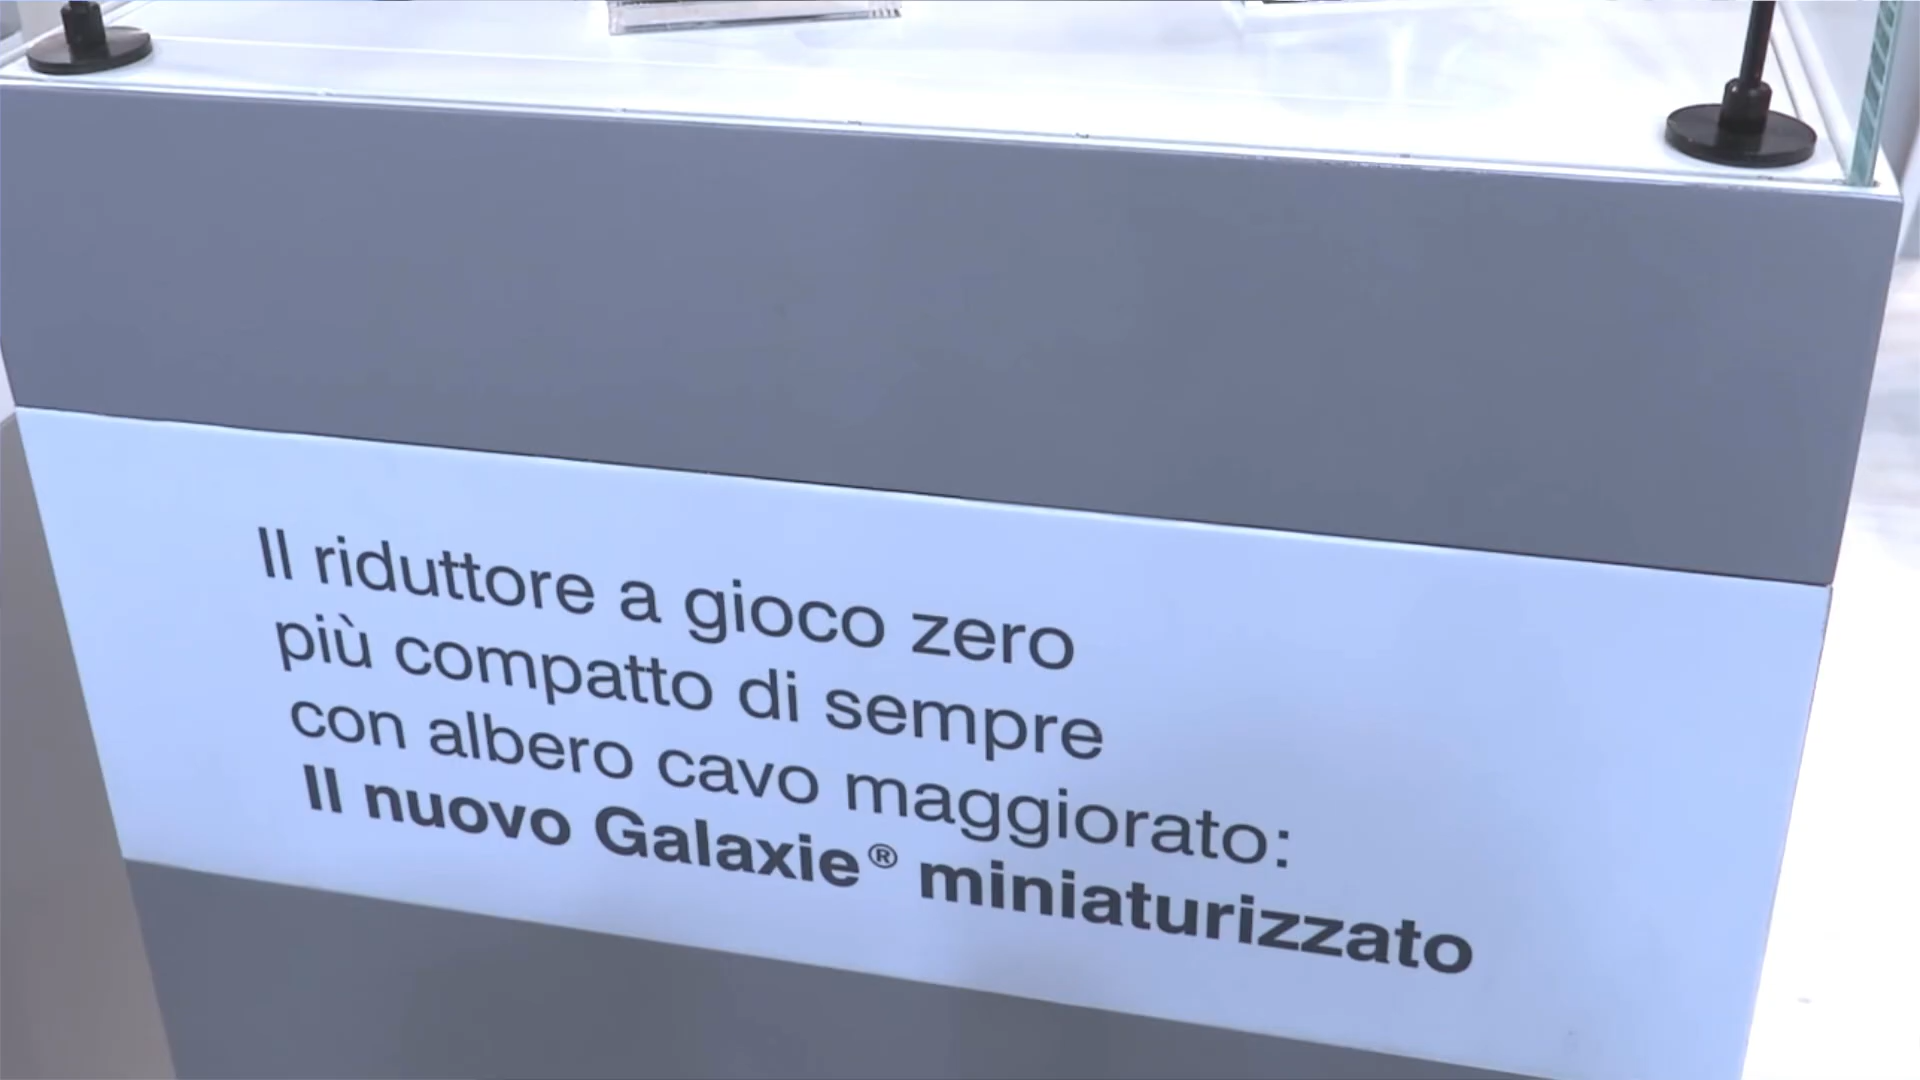 Il riduttore a gioco zero
più compatto di sempre
con albero cavo maggiorato:
Il nuovo Galaxie® miniaturizzato